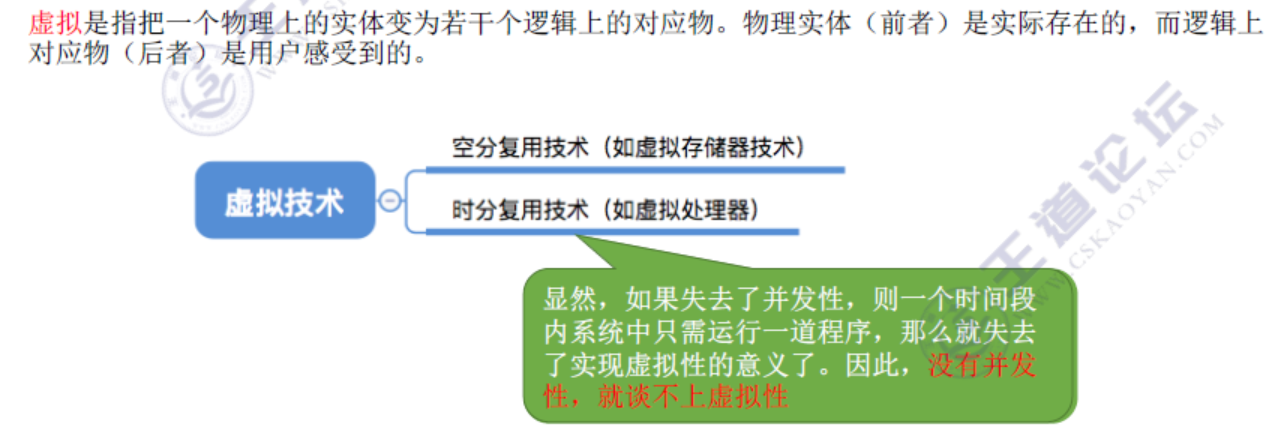 虚拟是指把一个物理上的实体变为若干个逻辑上的对应物。物理实体（前者）是实际存在的，而逻辑上
对应物（后者）是用户感受到的。
空分复用技术（如虚拟存储器技术）
虚拟技术
时分复用技术（如虚拟处理器）
显然，如果失去了并发性，则一个时间段
内系统中只需运行一道程序，那么就失去
了实现虚拟性的意义了。因此，没有并发
性，就谈不上虚拟性
王道论坛
WWW.CSKAOYAN.COM